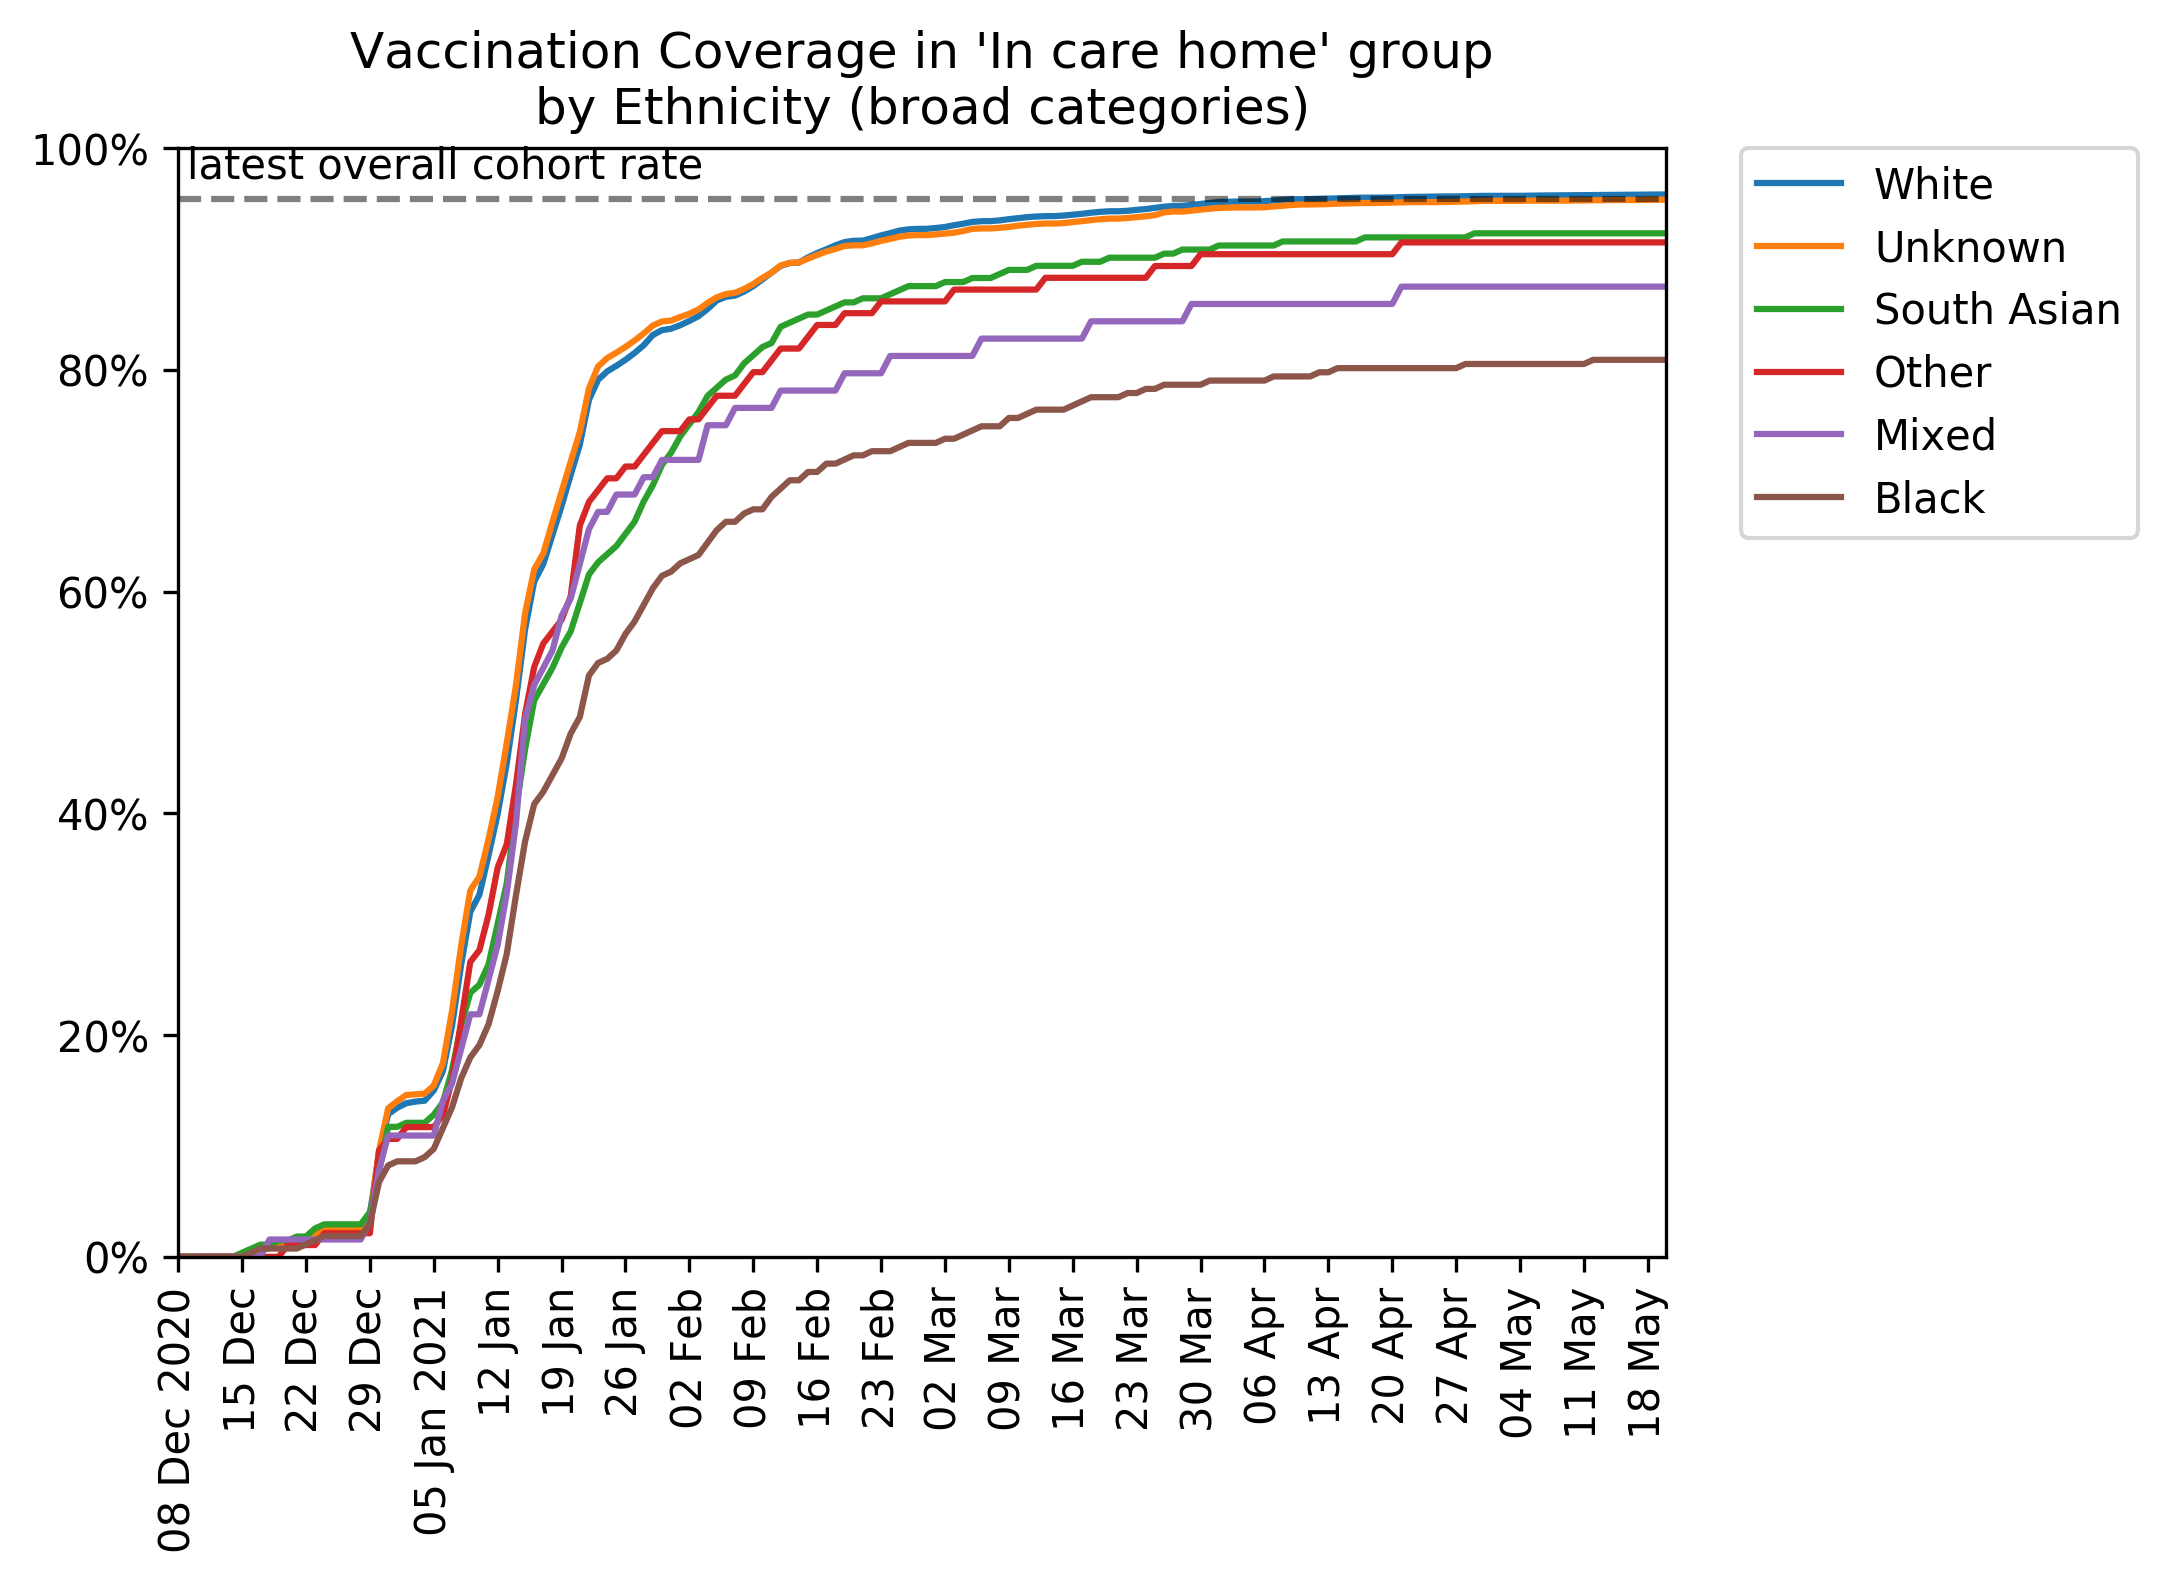 Vaccination Coverage in 'In care home' group
by Ethnicity (broad categories)
100%
80%
60%
40%
20%
0%
latest overall cohort rate
White
Unknown
South Asian
Other
Mixed
Black
08 Dec 2020
15 Dec
22 Dec
29 Dec
05 Jan 2021
12 Jan
19 Jan
26 Jan
02 Feb
09 Feb
16 Feb
23 Feb
02 Mar
09 Mar
16 Mar
23 Mar
30 Mar
06 Apr
13 Apr
20 Apr
27 Apr
04 May
11 May
18 May